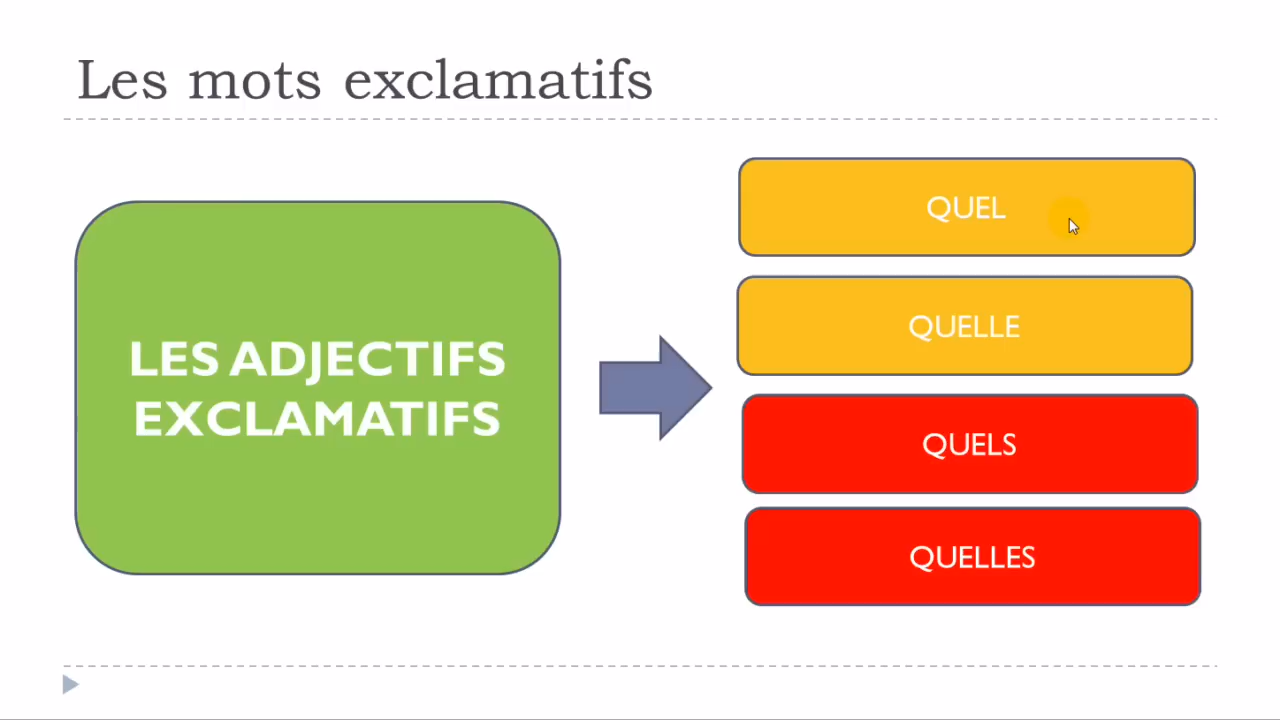 Les mots exclamatifs
LES ADJECTIFS
EXCLAMATIFS
QUEL
QUELLE
QUELS
QUELLES